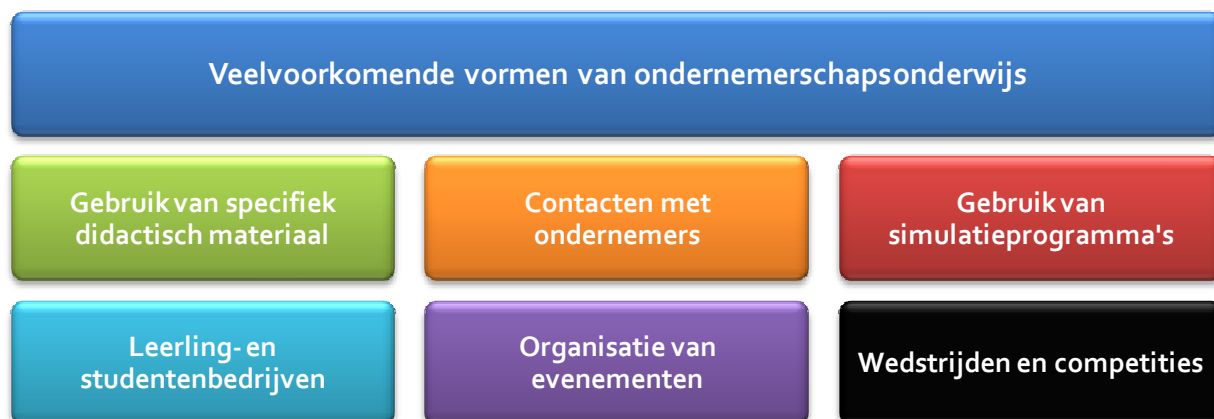 Veelvoorkomende vormen van ondernemerschapsonderwijs
Gebruik van specifiek
didactisch materiaal
Contacten met
ondernemers
Gebruik van
simulatieprogramma's
Leerling- en
studentenbedrijven
Organisatie van
evenementen
Wedstrijden en competities